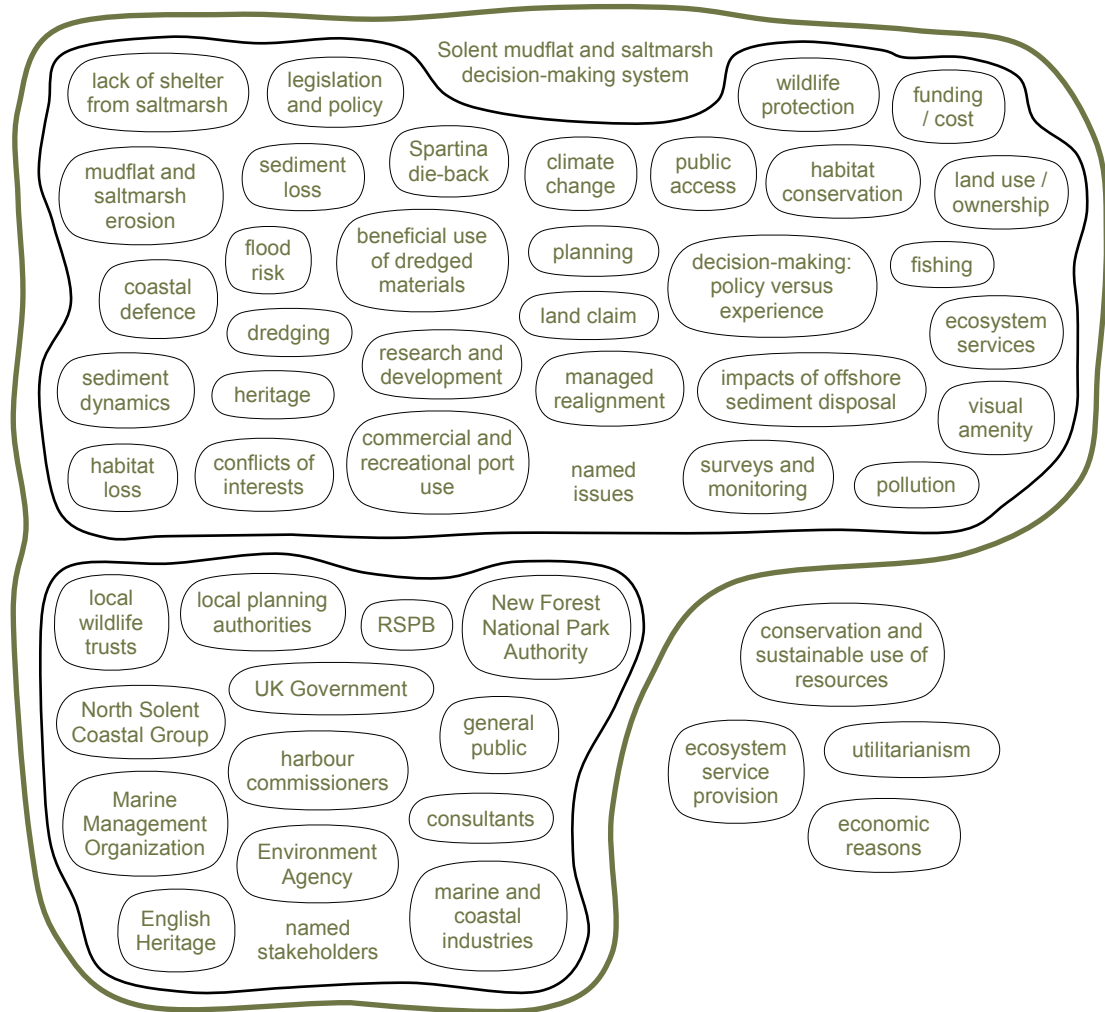 Solent mudflat and saltmarsh
decision-making system
lack of shelter
from saltmarsh
legislation
and policy
wildlife
protection
funding
/ cost
mudflat and
saltmarsh
erosion
sediment
loss
Spartina
die-back
climate
change
public
access
habitat
conservation
land use /
ownership
coastal
defence
flood
risk
beneficial use
of dredged
materials
planning
decision-making:
policy versus
experience
fishing
dredging
land claim
ecosystem
services
sediment
dynamics
heritage
research and
development
managed
realignment
impacts of offshore
sediment disposal
visual
amenity
habitat
loss
conflicts of
interests
commercial and
recreational port
use
named
issues
surveys and
monitoring
pollution
local
wildlife
trusts
local planning
authorities
RSPB
New Forest
National Park
Authority
UK Government
North Solent
Coastal Group
general
public
harbour
commissioners
Marine
Management
Organization
consultants
Environment
Agency
English
Heritage
named
stakeholders
marine and
coastal
industries
conservation and
sustainable use of
resources
ecosystem
service
provision
utilitarianism
economic
reasons